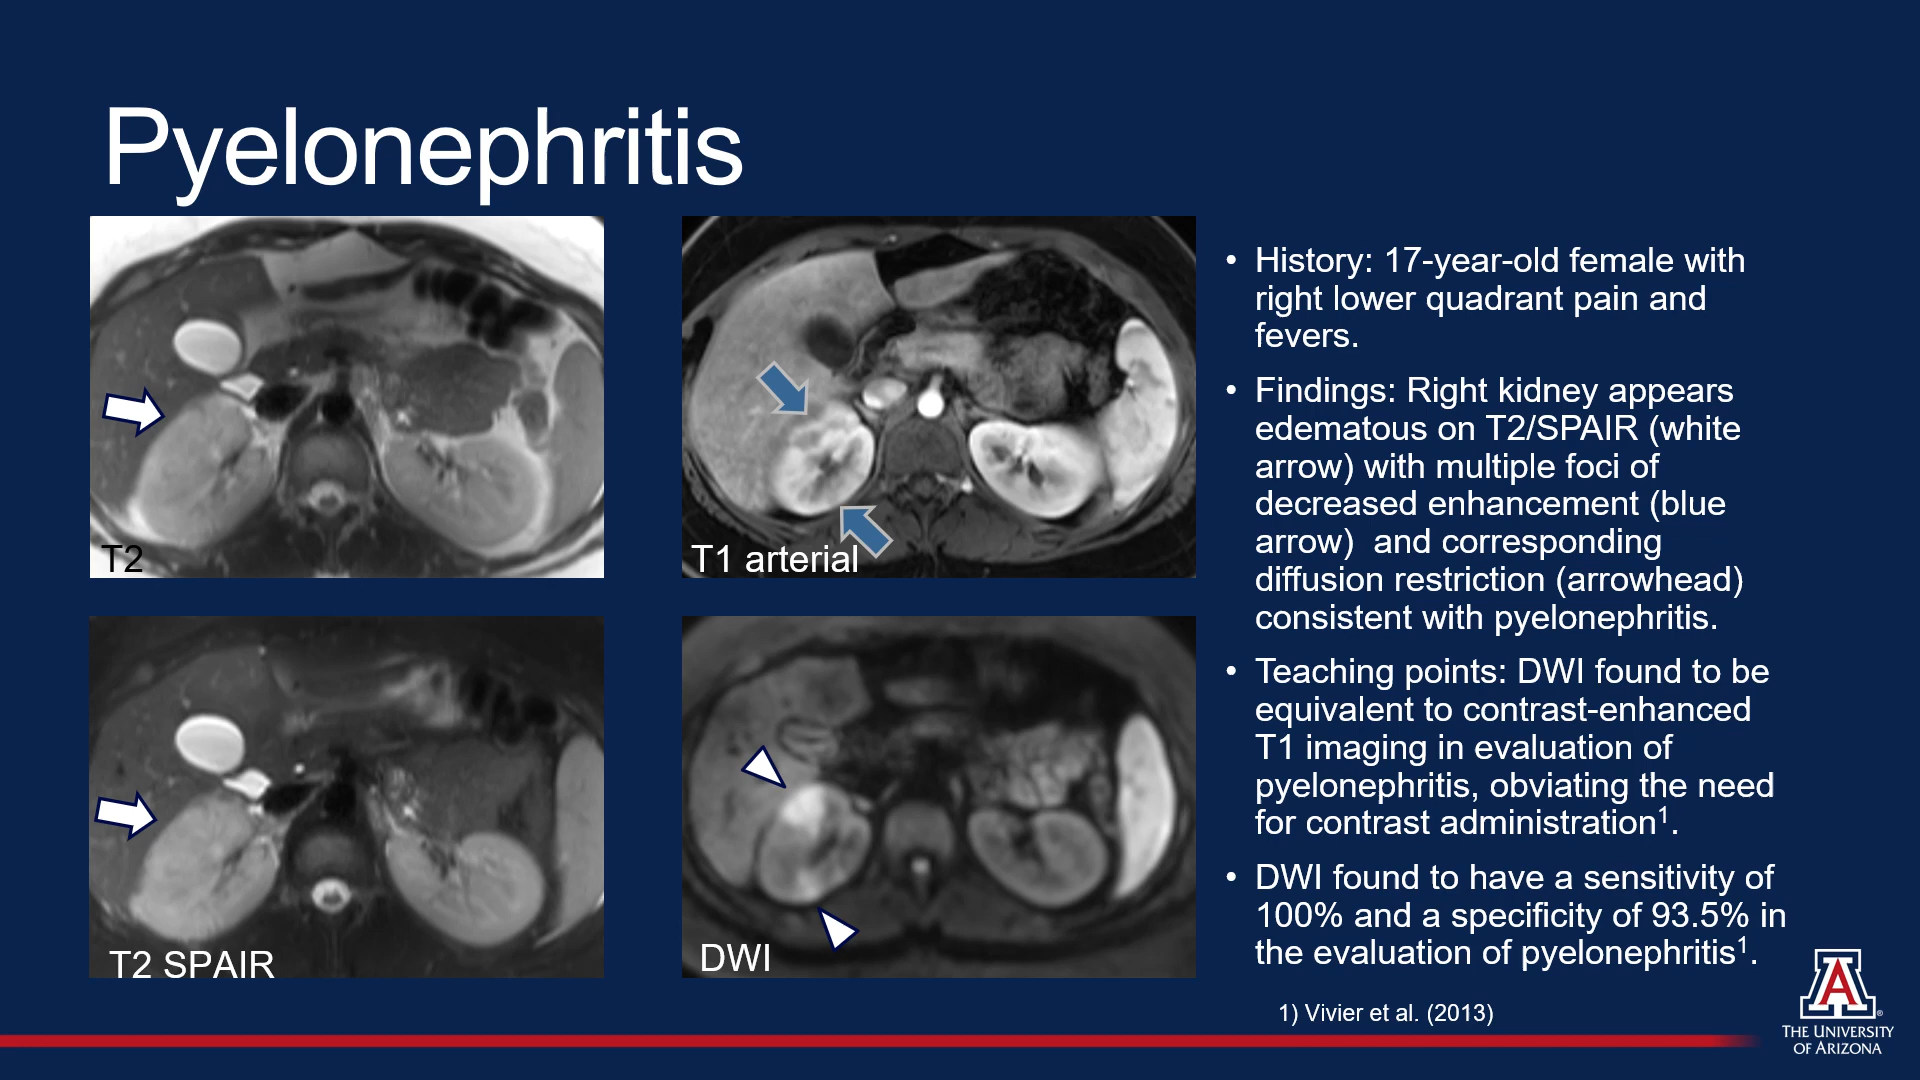 Pyelonephritis
T2
T1 arterial
T2 SPAIR
DWI
• History: 17-year-old female with
right lower quadrant pain and
fevers.
• Findings: Right kidney appears
edematous on T2/SPAIR (white
arrow) with multiple foci of
decreased enhancement (blue
arrow)  and corresponding
diffusion restriction (arrowhead)
consistent with pyelonephritis.
• Teaching points: DWI found to be
equivalent to contrast-enhanced
T1 imaging in evaluation of
pyelonephritis, obviating the need
for contrast administration¹.
• DWI found to have a sensitivity of
100% and a specificity of 93.5% in
the evaluation of pyelonephritis¹.
1) Vivier et al. (2013)
A®
THE UNIVERSITY
OF ARIZONA